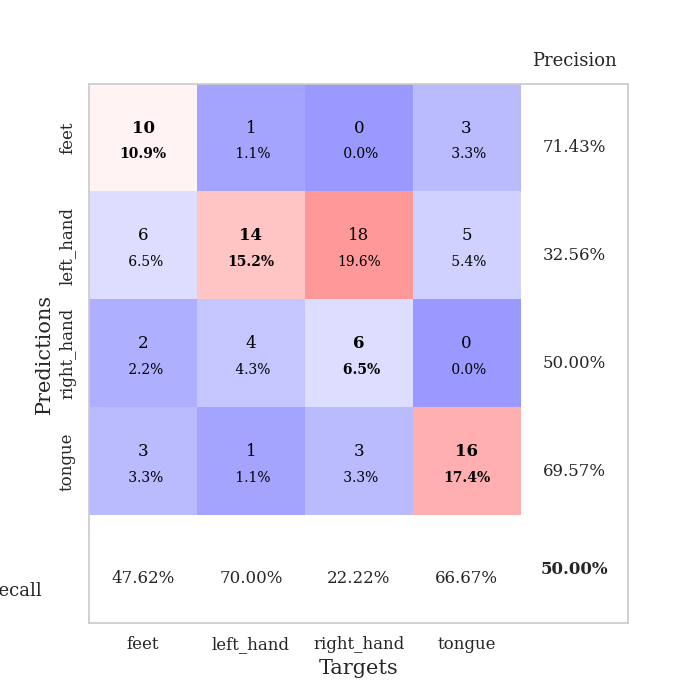 Precision
feet
10 1 0 3
10.9% 1.1% 0.0% 3.3%
71.43%
left_hand
6 14 18 5
6.5% 15.2% 19.6% 5.4%
32.56%
Predictions
right_hand
2 4 6 0
2.2% 4.3% 6.5% 0.0%
50.00%
tongue
3 1 3 16
3.3% 1.1% 3.3% 17.4%
69.57%
ecall
47.62% 70.00% 22.22% 66.67% 50.00%
feet left_hand right_hand tongue
Targets